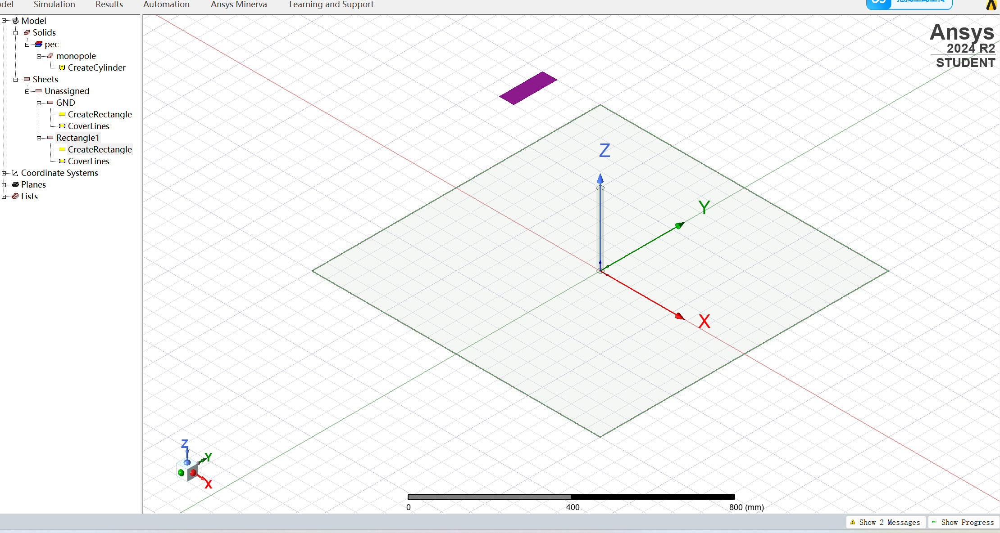 Simulation Results Automation Ansys Minerva Learning and Support
Model
Solids
pec
monopole
CreateCylinder
Sheets
Unassigned
GND
CreateRectangle
CoverLines
Rectangle1
CreateRectangle
CoverLines
Coordinate Systems
Planes
Lists
Ansys
2024 R2
STUDENT
Z
Y
X
Z
Y
X
0 400 800 (mm)
Show 2 Messages Show Progress